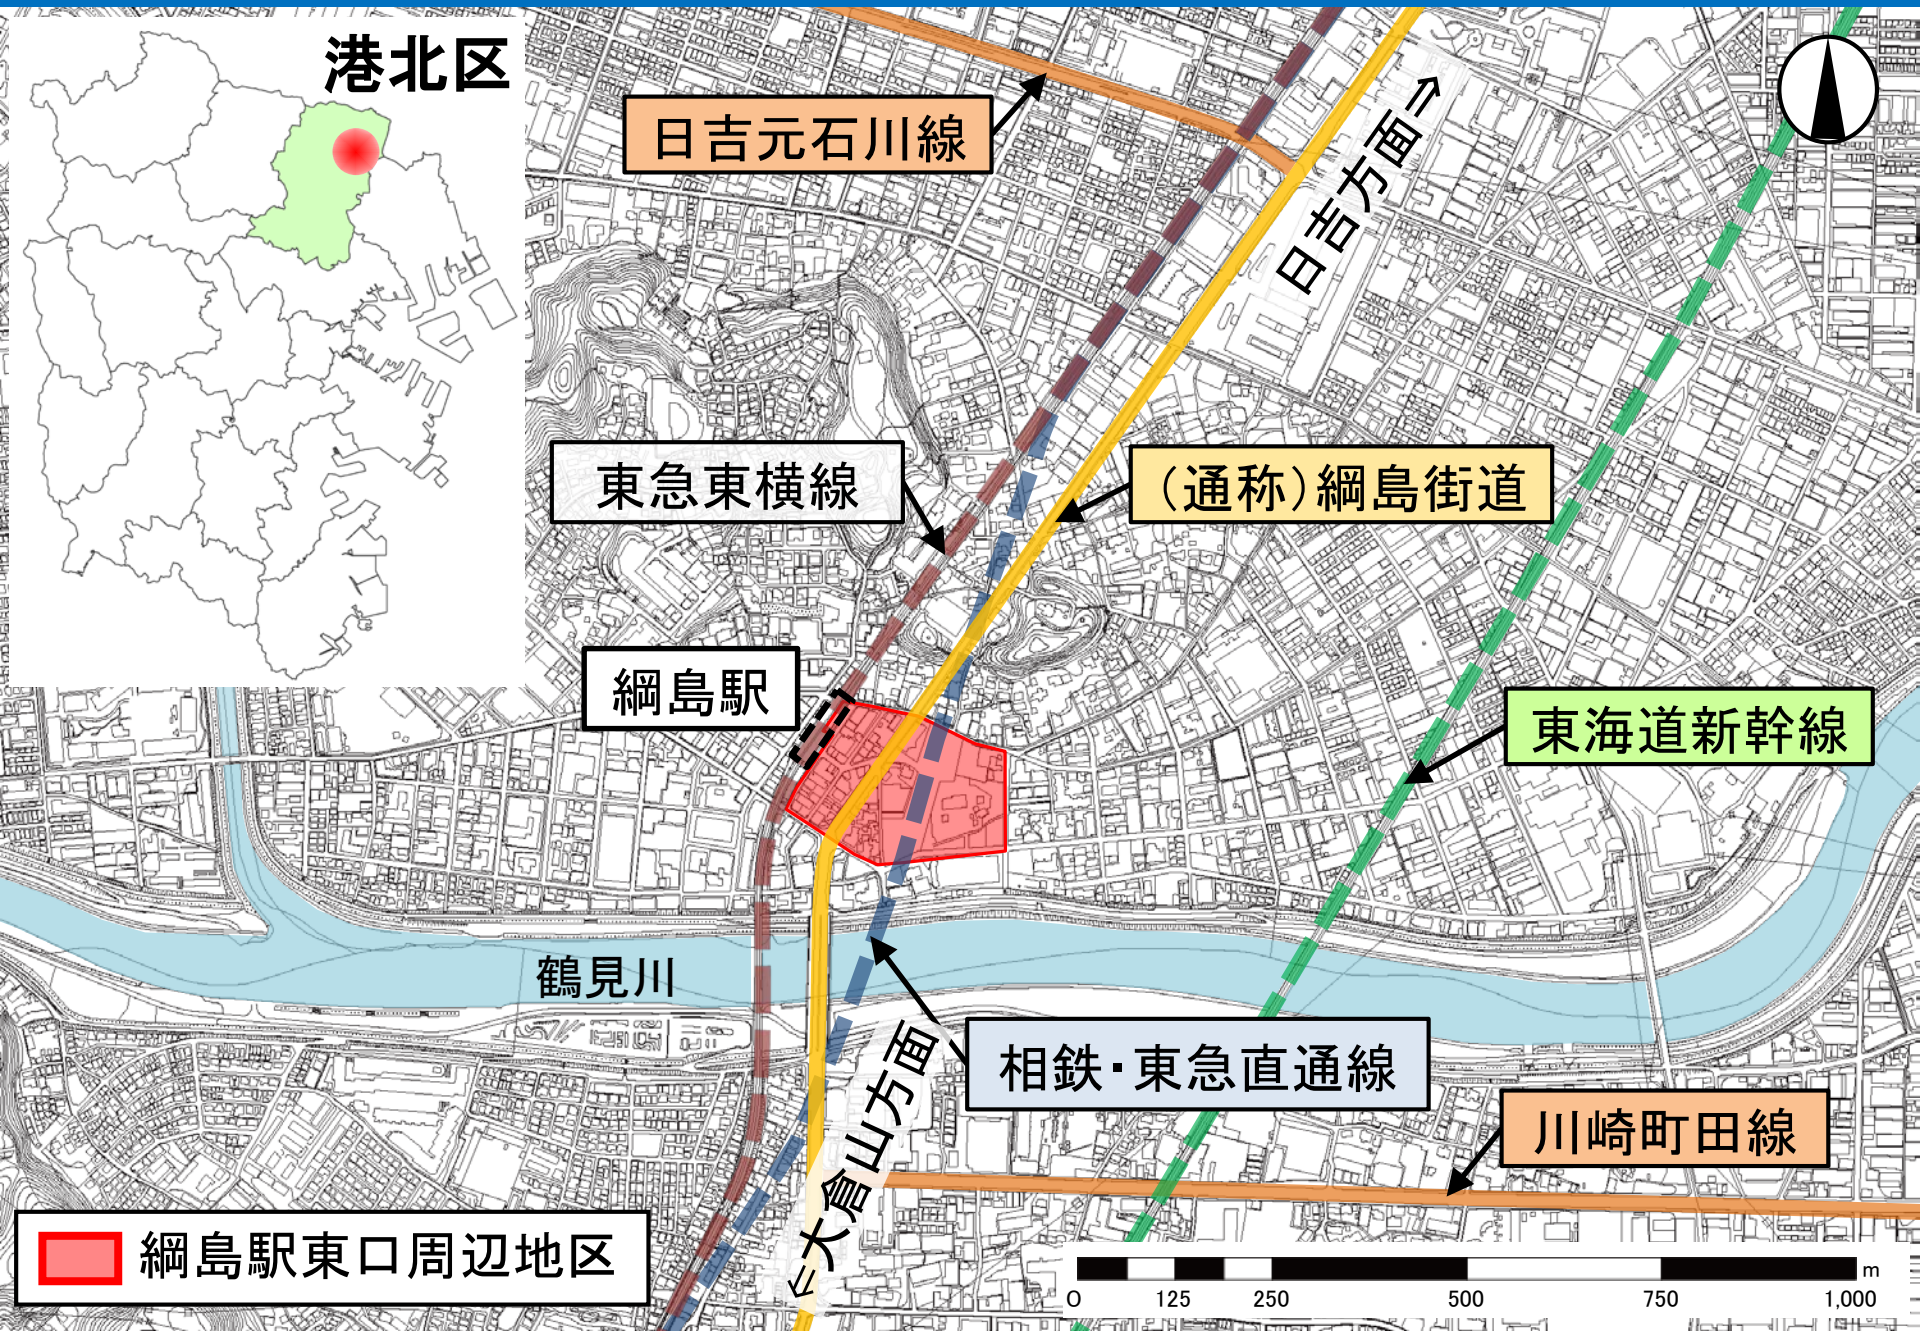 港北区
日吉元石川線
日吉方面⇒
東急東横線
(通称)綱島街道
綱島駅
東海道新幹線
鶴見川
相鉄・東急直通線
⇐大倉山方面
川崎町田線
綱島駅東口周辺地区
0 125 250 500 750 1,000 m